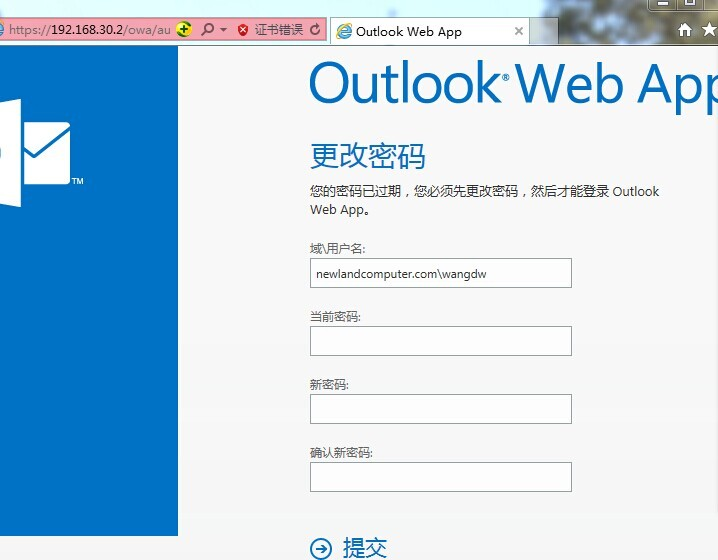 https://192.168.30.2/owa/au
证书错误
Outlook Web App
Outlook® Web App
TM
更改密码
您的密码已过期，您必须先更改密码，然后才能登录 Outlook
Web App。
域\用户名:
newlandcomputer.com\wangdw
当前密码:
新密码:
确认新密码:
提交